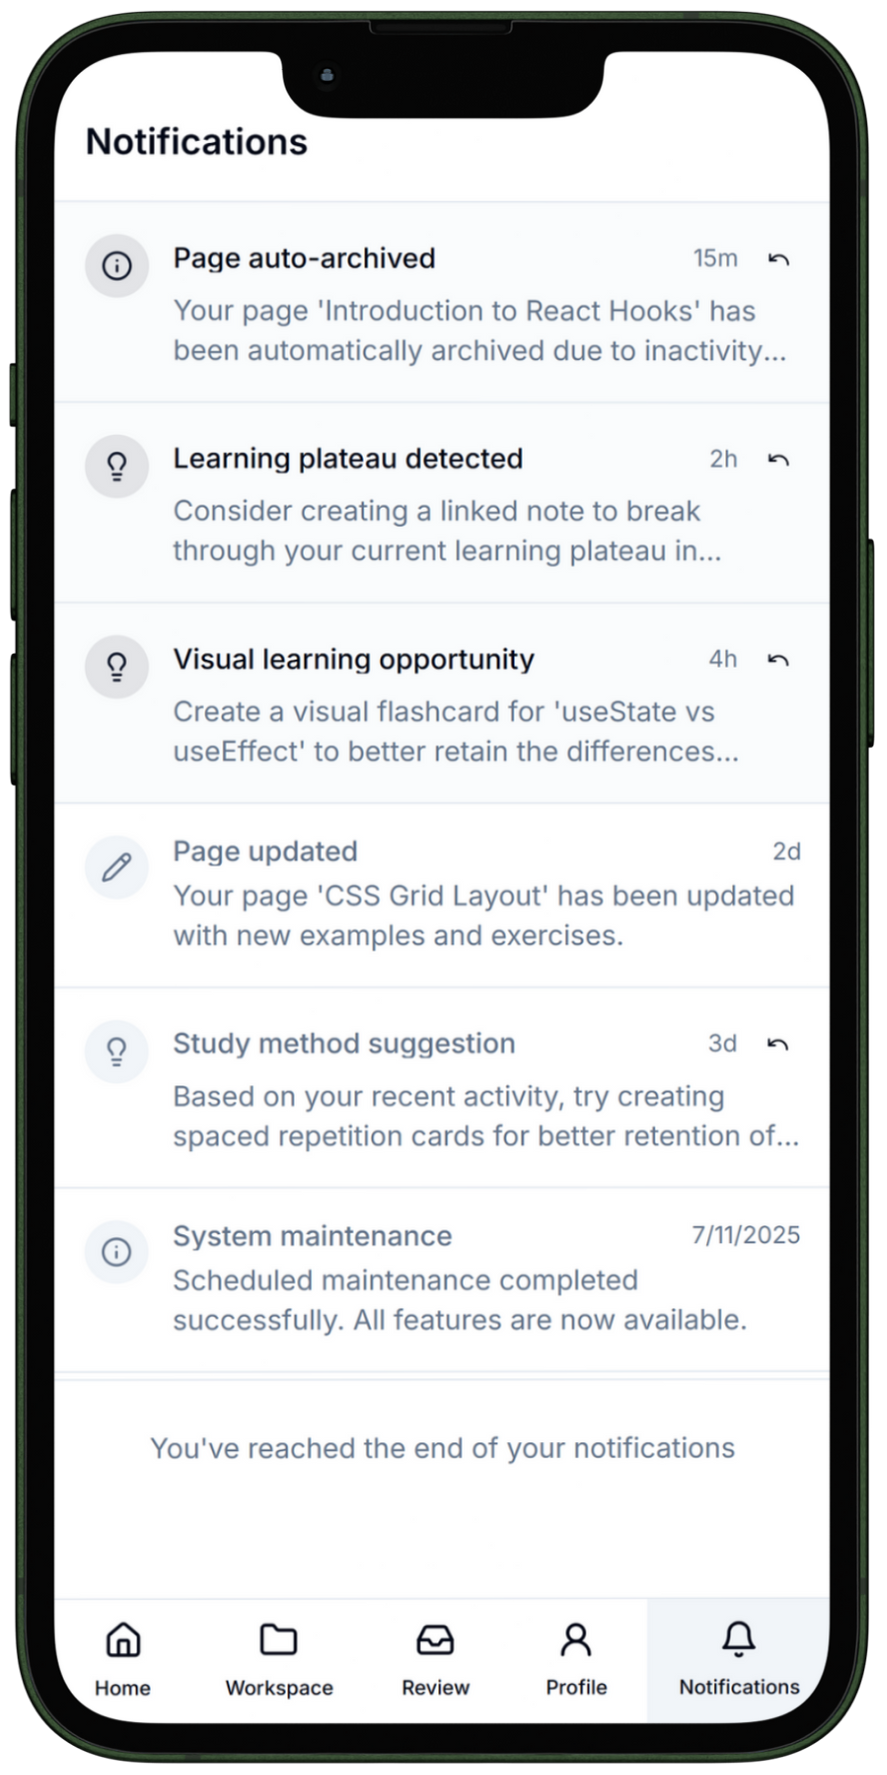 Notifications
Page auto-archived 15m
Your page 'Introduction to React Hooks' has
been automatically archived due to inactivity...
Learning plateau detected 2h
Consider creating a linked note to break
through your current learning plateau in...
Visual learning opportunity 4h
Create a visual flashcard for 'useState vs
useEffect' to better retain the differences...
Page updated 2d
Your page 'CSS Grid Layout' has been updated
with new examples and exercises.
Study method suggestion 3d
Based on your recent activity, try creating
spaced repetition cards for better retention of...
System maintenance 7/11/2025
Scheduled maintenance completed
successfully. All features are now available.
You've reached the end of your notifications
Home Workspace Review Profile Notifications